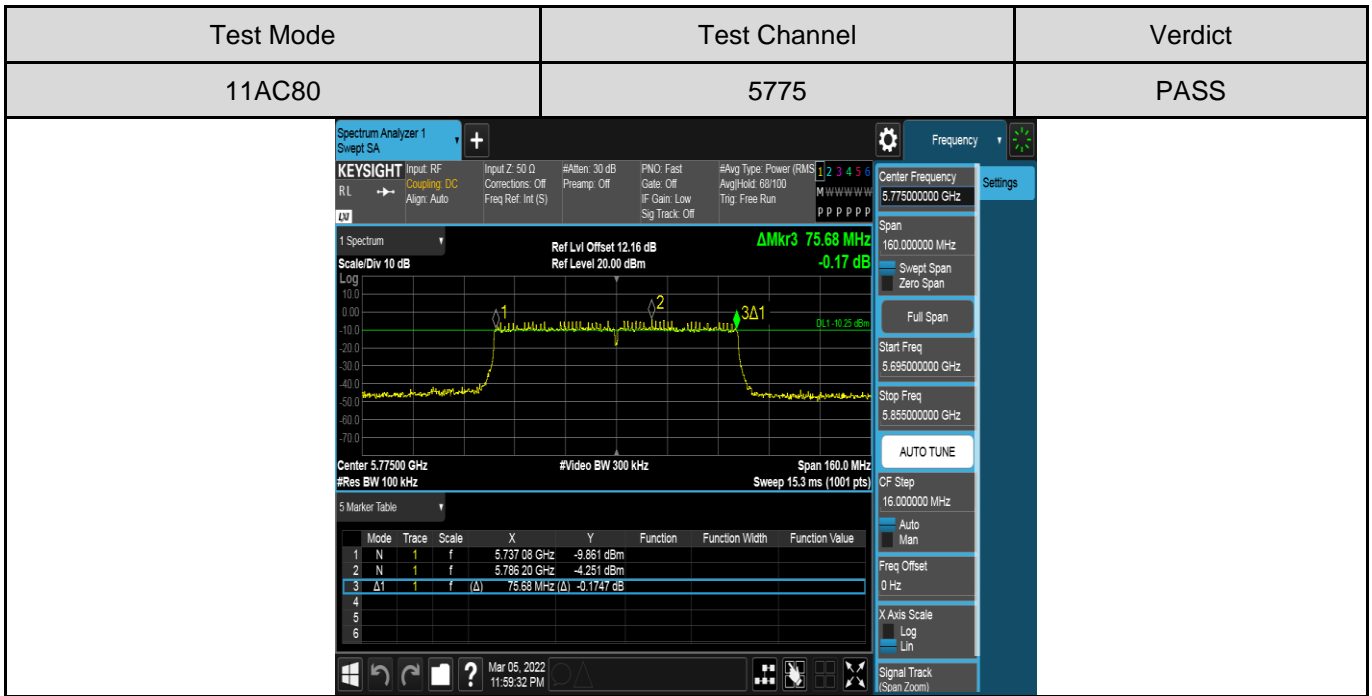 Test Mode Test Channel Verdict
11AC80 5775 PASS
Spectrum Analyzer 1
Swept SA
Frequency
KEYSIGHT Input: RF Input Z: 50 Ω #Atten: 30 dB PNO: Fast #Avg Type: Power (RMS 1 2 3 4 5 6
RL Coupling: DC Corrections: Off Preamp: Off Gate: Off Avg|Hold: 68/100 M W W W W W
Align: Auto Freq Ref: Int (S) IF Gain: Low Trig: Free Run
LXI Sig Track: Off P P P P P P
1 Spectrum Ref Lvl Offset 12.16 dB ΔMkr3 75.68 MHz
Scale/Div 10 dB Ref Level 20.00 dBm -0.17 dB
Log
10.0
0.00
-10.0
-20.0
-30.0
-40.0
-50.0
-60.0
-70.0
1 2 3Δ1
DL1 -10.25 dBm
Center 5.77500 GHz #Video BW 300 kHz Span 160.0 MHz
#Res BW 100 kHz Sweep 15.3 ms (1001 pts)
5 Marker Table
Mode Trace Scale X Y Function Function Width Function Value
1 N 1 f 5.737 08 GHz -9.861 dBm
2 N 1 f 5.786 20 GHz -4.251 dBm
3 Δ1 1 f (Δ) 75.68 MHz (Δ) -0.1747 dB
4
5
6
?
Mar 05, 2022
11:59:32 PM
Center Frequency
5.775000000 GHz
Settings
Span
160.000000 MHz
Swept Span
Zero Span
Full Span
Start Freq
5.695000000 GHz
Stop Freq
5.855000000 GHz
AUTO TUNE
CF Step
16.000000 MHz
Auto
Man
Freq Offset
0 Hz
X Axis Scale
Log
Lin
Signal Track
(Span Zoom)